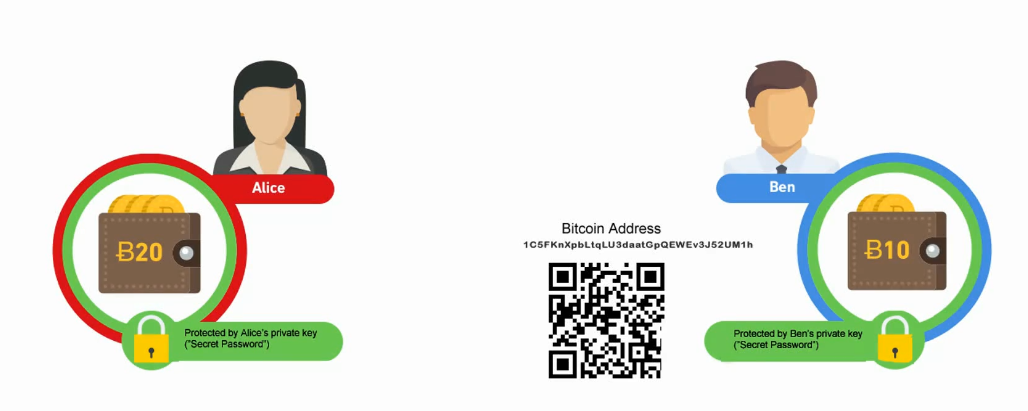 Alice
Ben
Bitcoin Address
1C5FKnXpbLtqLU3daatGpQEWEv3J52UM1h
Ƀ20
Ƀ10
Protected by Alice's private key
("Secret Password")
Protected by Ben's private key
("Secret Password")